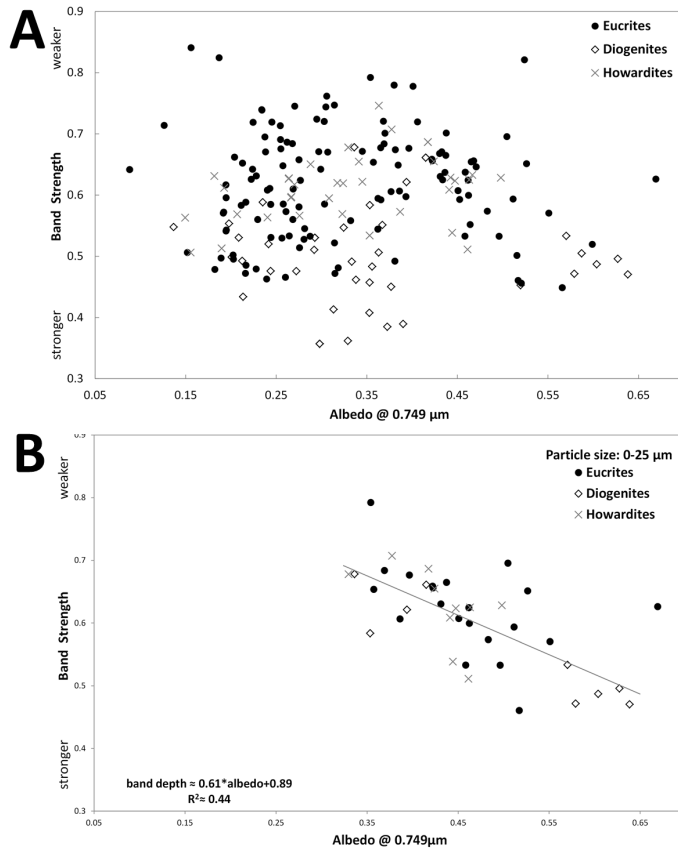 A
0.9
0.8
0.7
0.6
0.5
0.4
0.3
weaker
Band Strength
stronger
Eucrites
Diogenites
Howardites
0.05 0.15 0.25 0.35 0.45 0.55 0.65
Albedo @ 0.749 µm
B
0.9
0.8
0.7
0.6
0.5
0.4
0.3
weaker
Band Strength
stronger
Particle size: 0-25 µm
Eucrites
Diogenites
Howardites
band depth ≈ 0.61*albedo+0.89
R²≈ 0.44
0.05 0.15 0.25 0.35 0.45 0.55 0.65
Albedo @ 0.749µm